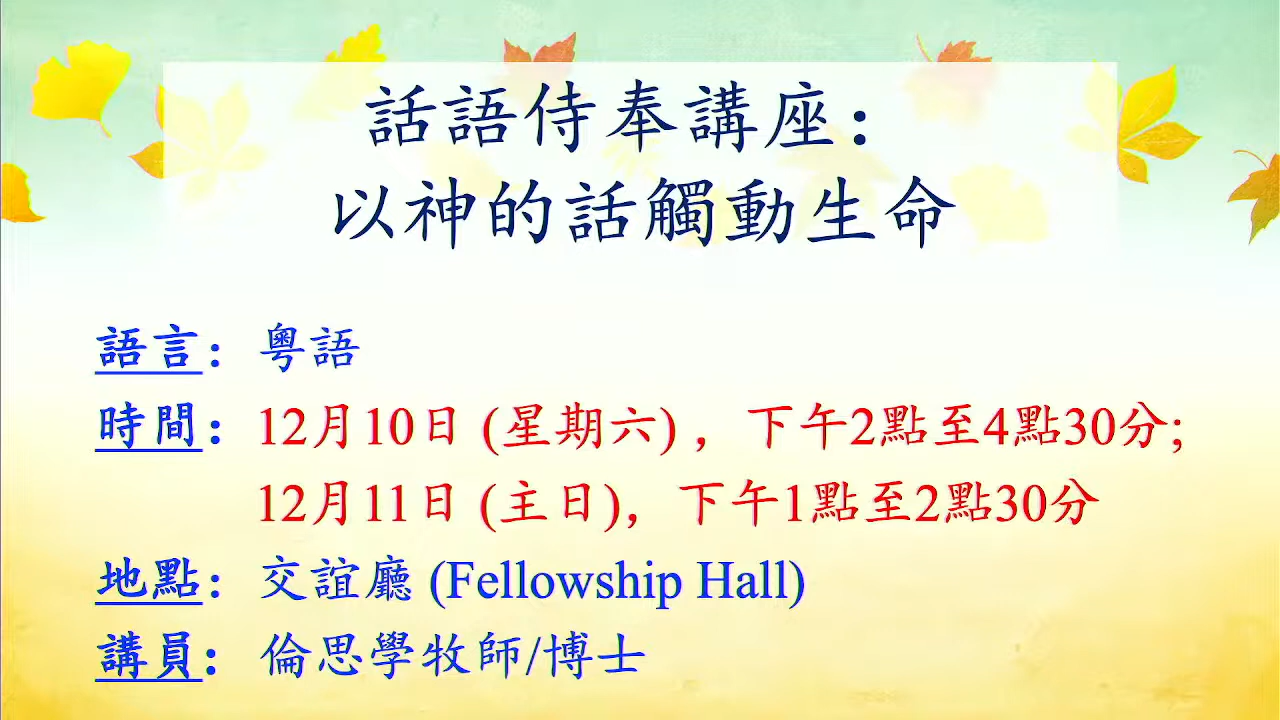 話語侍奉講座：
以神的話觸動生命
語言：粵語
時間：12月10日 (星期六)，下午2點至4點30分;
12月11日 (主日)，下午1點至2點30分
地點：交誼廳 (Fellowship Hall)
講員：倫思學牧師/博士